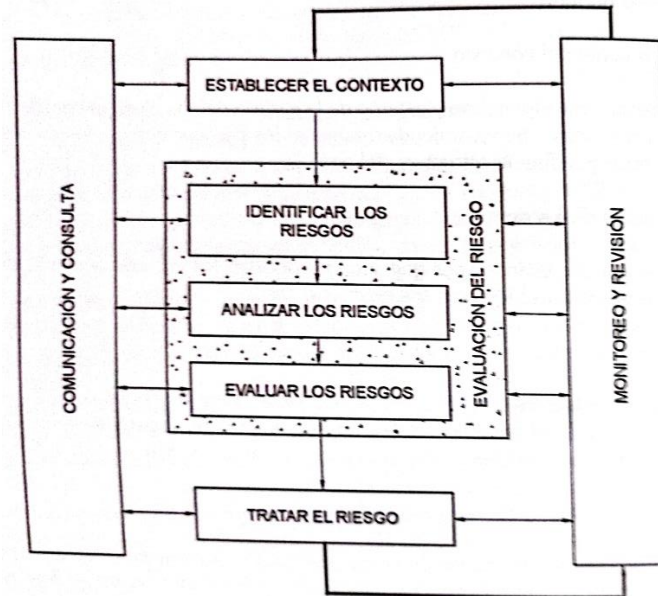 ESTABLECER EL CONTEXTO
COMUNICACIÓN Y CONSULTA
IDENTIFICAR LOS
RIESGOS
ANALIZAR LOS RIESGOS
EVALUAR LOS RIESGOS
EVALUACIÓN DEL RIESGO
MONITOREO Y REVISIÓN
TRATAR EL RIESGO